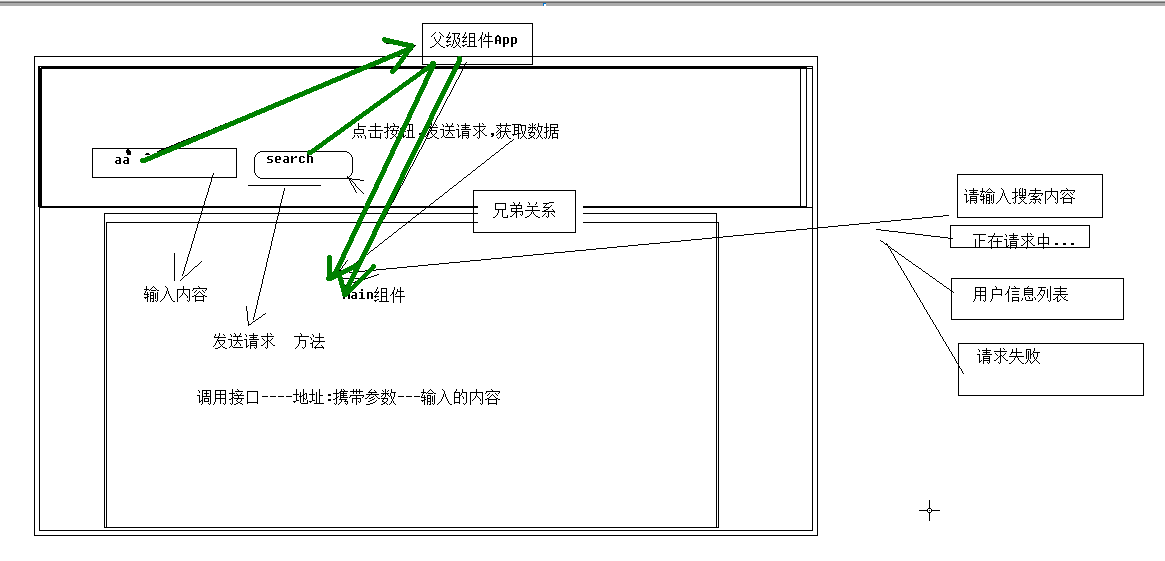 父级组件App
点击按钮,发送请求,获取数据
aa
search
兄弟关系
请输入搜索内容
正在请求中...
输入内容
Main组件
用户信息列表
发送请求 方法
请求失败
调用接口----地址:携带参数---输入的内容